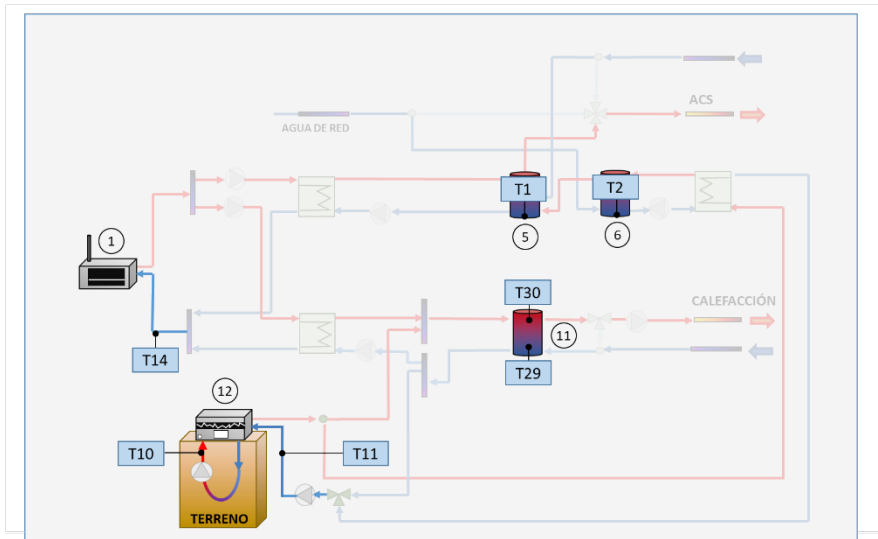 ACS
AGUA DE RED
T1
T2
5
6
1
T30
CALEFACCIÓN
11
T14
T29
12
T10
T11
TERRENO